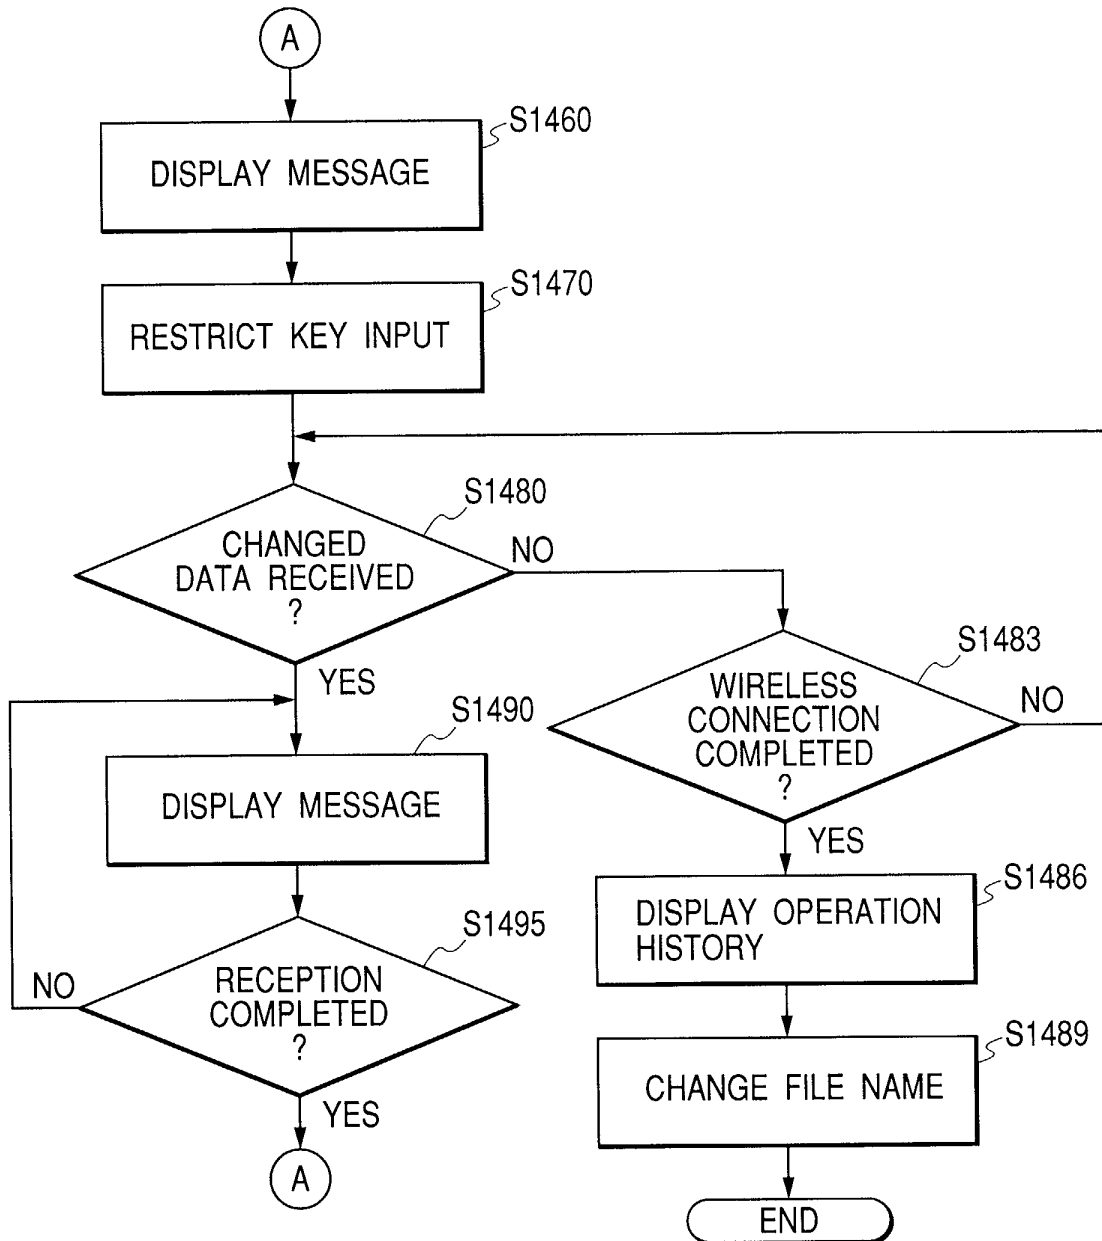 A
S1460
DISPLAY MESSAGE
S1470
RESTRICT KEY INPUT
S1480
CHANGED
DATA RECEIVED
?
NO
YES
S1483
WIRELESS
CONNECTION
COMPLETED
?
NO
YES
S1490
DISPLAY MESSAGE
S1486
DISPLAY OPERATION
HISTORY
S1495
RECEPTION
COMPLETED
?
NO
YES
S1489
CHANGE FILE NAME
A
END